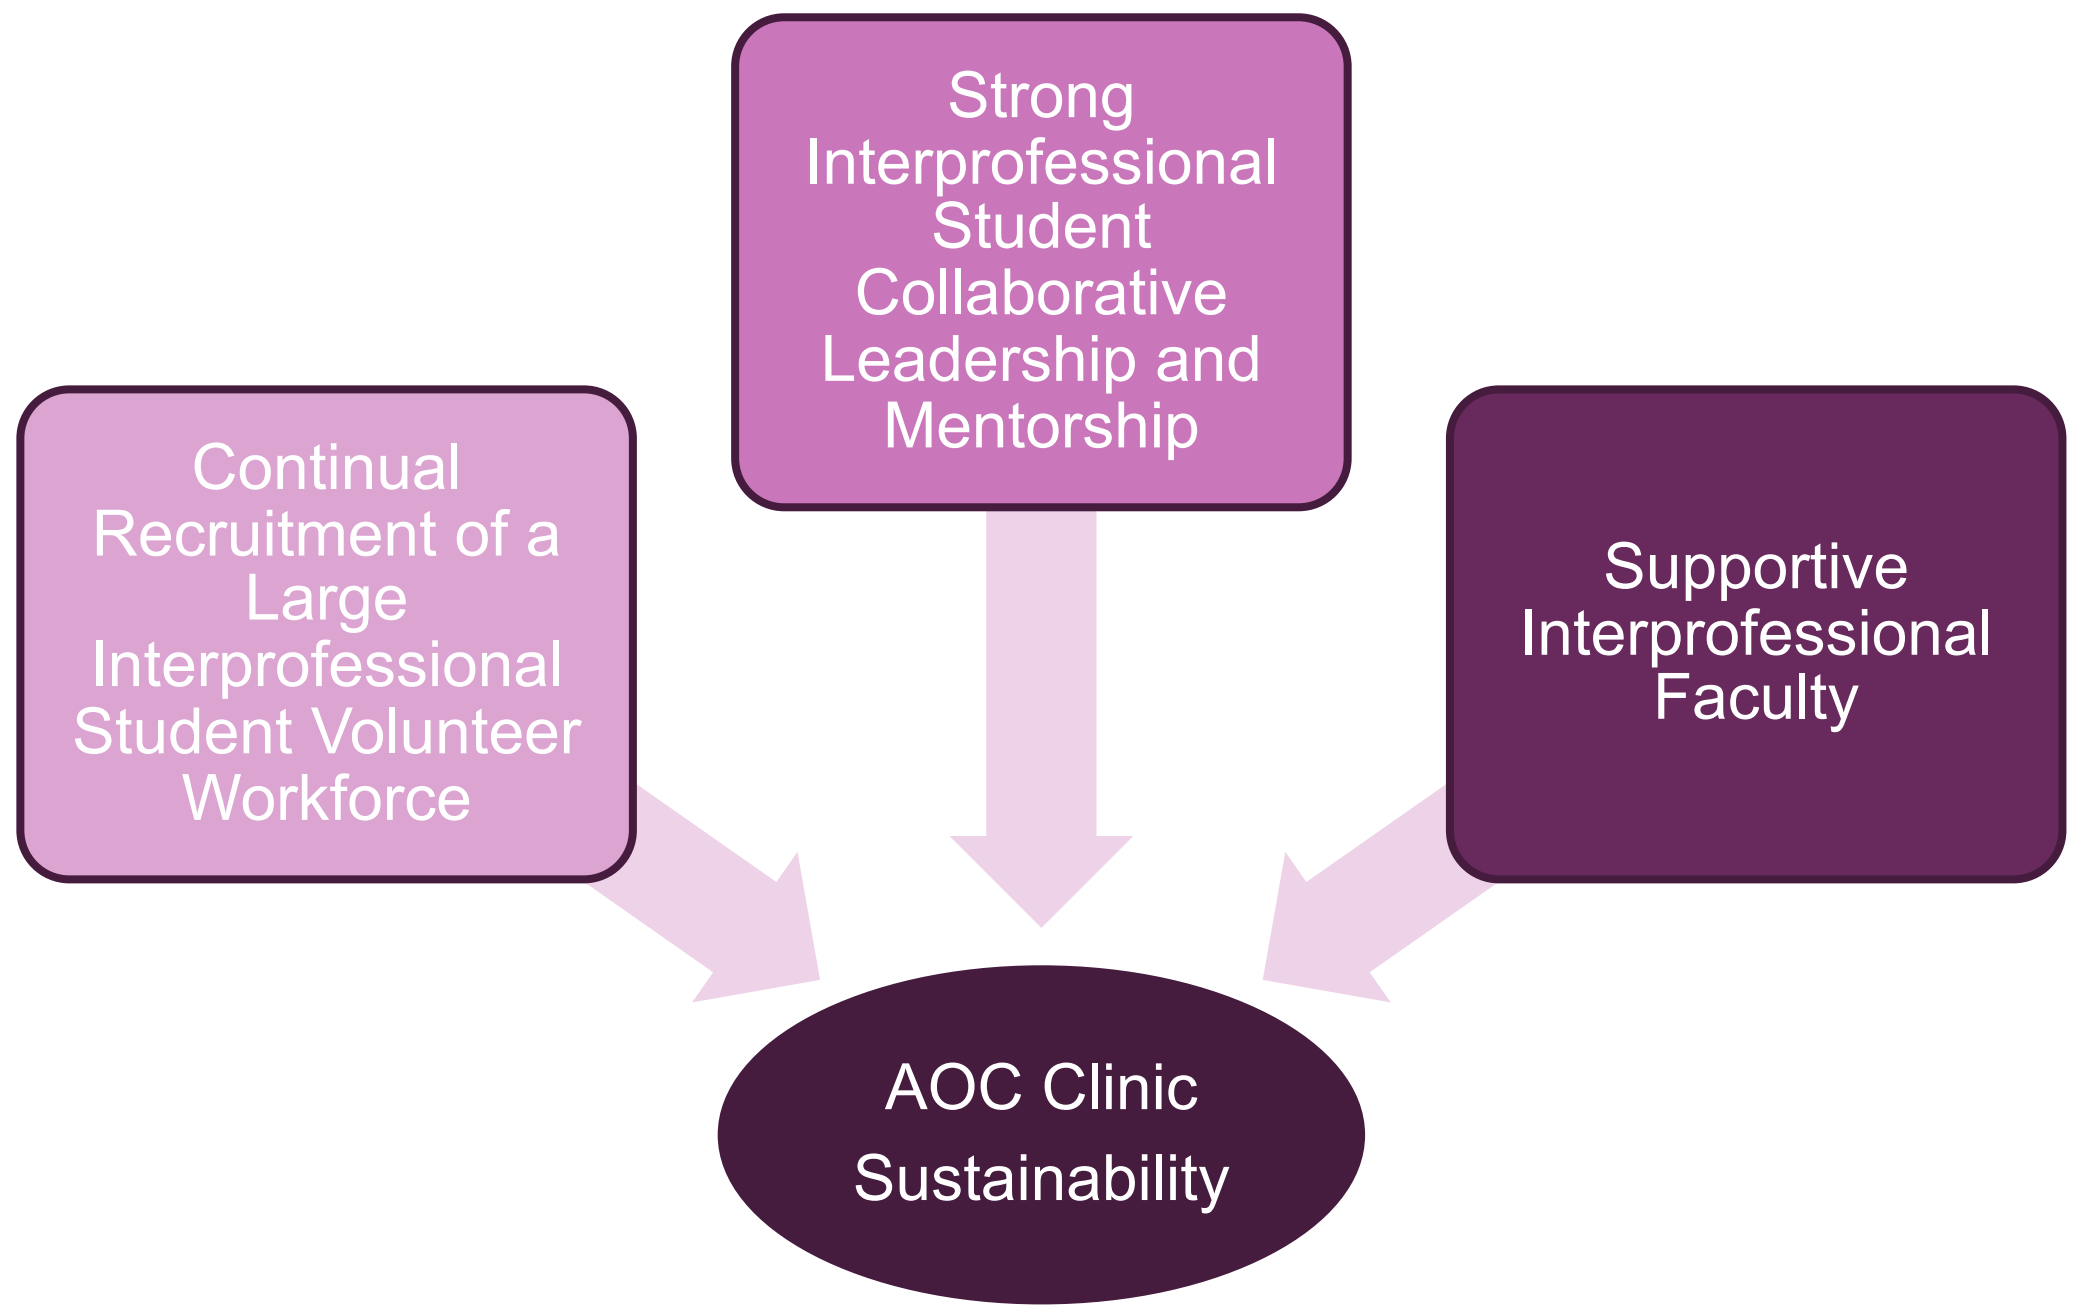 Strong
Interprofessional
Student
Collaborative
Leadership and
Mentorship
Continual
Recruitment of a
Large
Interprofessional
Student Volunteer
Workforce
Supportive
Interprofessional
Faculty
AOC Clinic
Sustainability